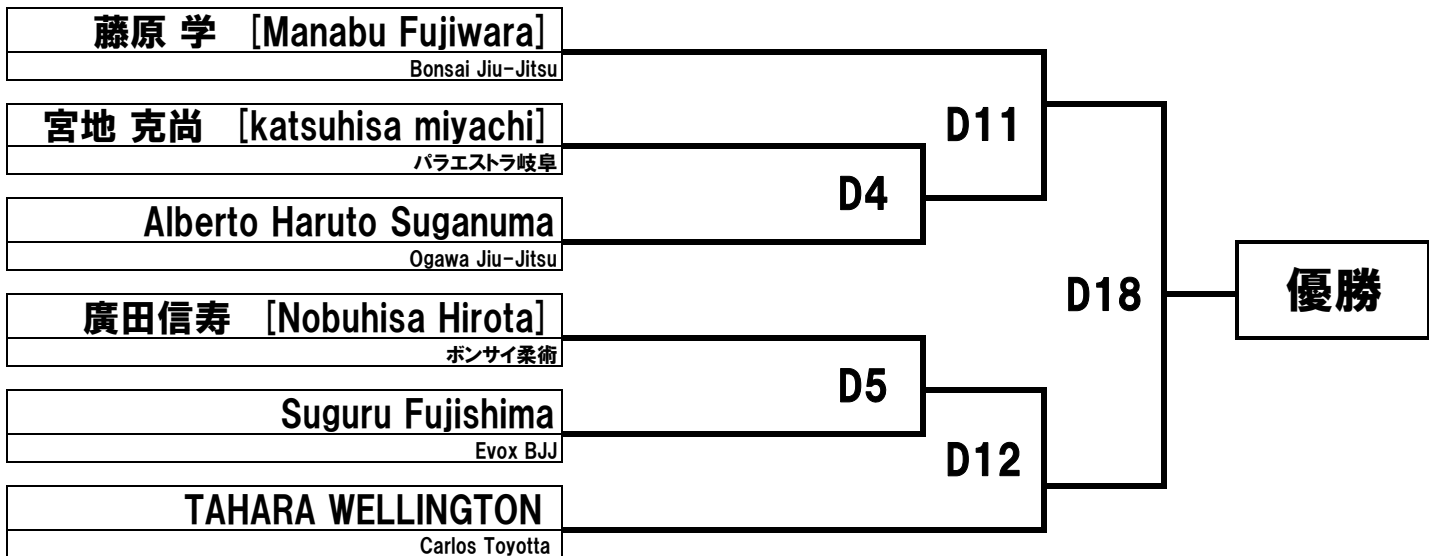 藤原 学 [Manabu Fujiwara]
Bonsai Jiu-Jitsu
宮地 克尚 [katsuhisa miyachi]
パラエストラ岐阜
Alberto Haruto Suganuma
Ogawa Jiu-Jitsu
廣田信寿 [Nobuhisa Hirota]
ボンサイ柔術
Suguru Fujishima
Evox BJJ
TAHARA WELLINGTON
Carlos Toyotta
D4
D5
D11
D12
D18
優勝